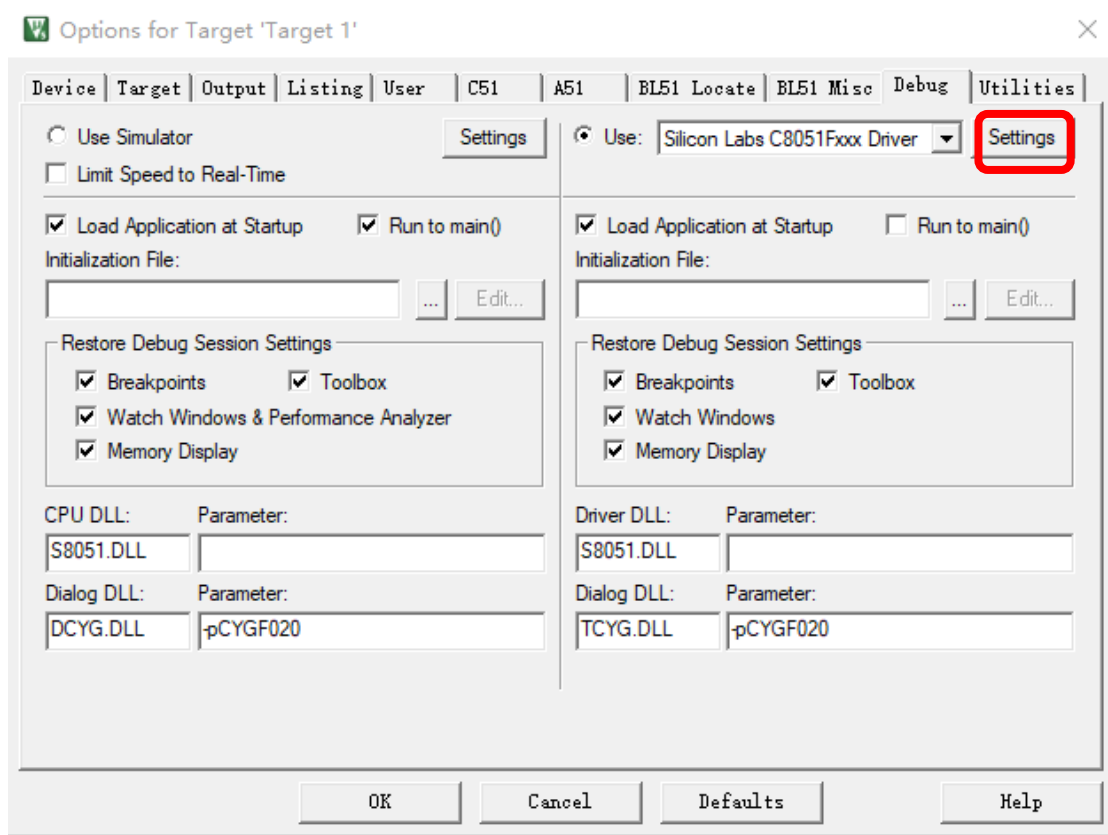 Options for Target 'Target 1'
Device Target Output Listing User C51 A51 BL51 Locate BL51 Misc Debug Utilities
Use Simulator Settings
Limit Speed to Real-Time
Use: Silicon Labs C8051Fxxx Driver Settings
Load Application at Startup Run to main()
Initialization File:
... Edit...
Restore Debug Session Settings
Breakpoints Toolbox
Watch Windows & Performance Analyzer
Memory Display
CPU DLL: Parameter:
S8051.DLL
Dialog DLL: Parameter:
DCYG.DLL -pCYGF020
Load Application at Startup Run to main()
Initialization File:
... Edit...
Restore Debug Session Settings
Breakpoints Toolbox
Watch Windows
Memory Display
Driver DLL: Parameter:
S8051.DLL
Dialog DLL: Parameter:
TCYG.DLL -pCYGF020
OK Cancel Defaults Help